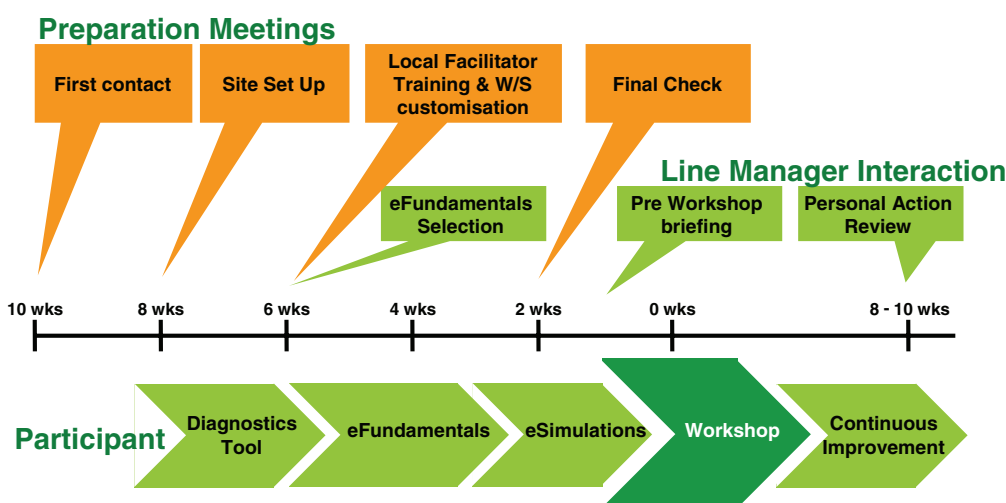 Preparation Meetings
First contact
Site Set Up
Local Facilitator
Training & W/S
customisation
Final Check
Line Manager Interaction
eFundamentals
Selection
Pre Workshop
briefing
Personal Action
Review
10 wks
8 wks
6 wks
4 wks
2 wks
0 wks
8 - 10 wks
Participant
Diagnostics
Tool
eFundamentals
eSimulations
Workshop
Continuous
Improvement